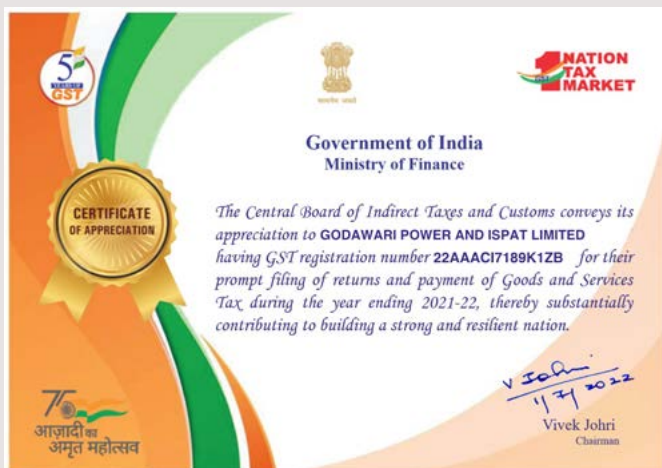 5
YEARS OF
GST
सत्यमेव जयते
1 NATION
TAX
MARKET
GST
Government of India
Ministry of Finance
CERTIFICATE
OF APPRECIATION
The Central Board of Indirect Taxes and Customs conveys its
appreciation to GODAWARI POWER AND ISPAT LIMITED
having GST registration number 22AAACI7189K1ZB for their
prompt filing of returns and payment of Goods and Services
Tax during the year ending 2021-22, thereby substantially
contributing to building a strong and resilient nation.
V Johri
1/7/2022
Vivek Johri
Chairman
75
आज़ादी का
अमृत महोत्सव